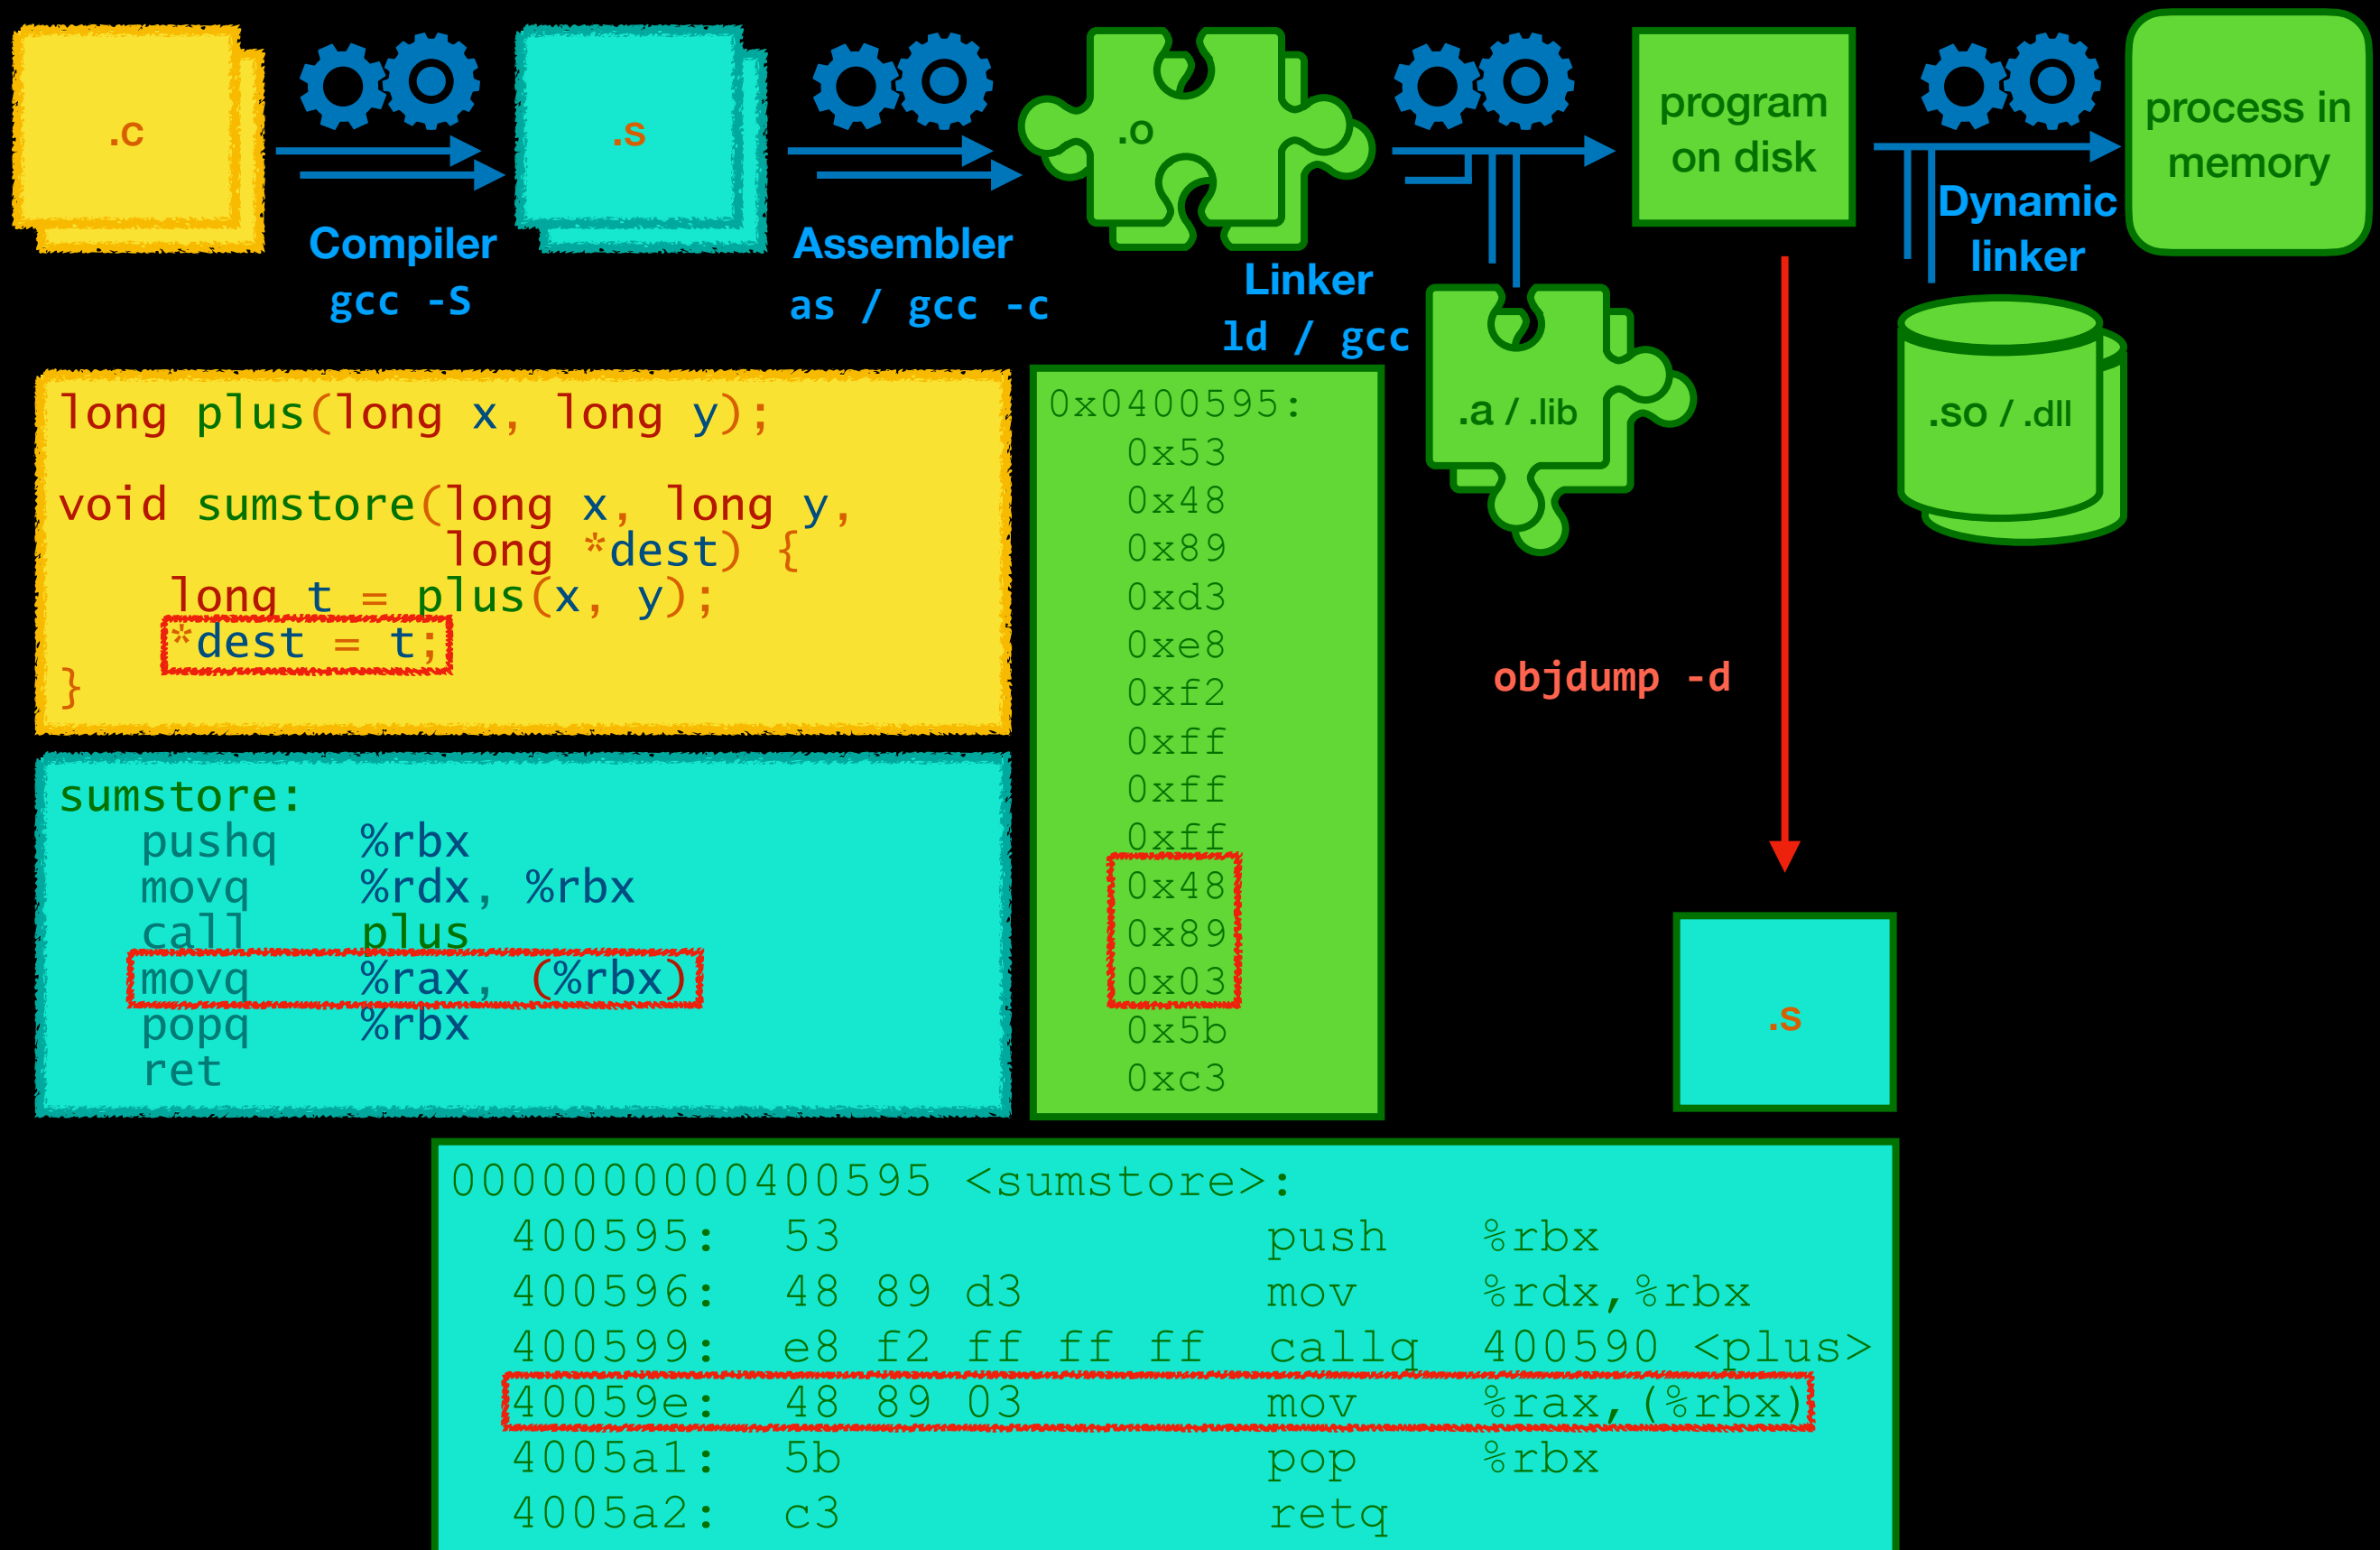 .c
Compiler
gcc -S
.s
Assembler
as / gcc -c
.o
Linker
ld / gcc
.a / .lib
program
on disk
Dynamic
linker
.so / .dll
process in
memory
long plus(long x, long y);
void sumstore(long x, long y,
              long *dest) {
    long t = plus(x, y);
    *dest = t;
}
sumstore:
   pushq   %rbx
   movq    %rdx, %rbx
   call    plus
   movq    %rax, (%rbx)
   popq    %rbx
   ret
0x0400595:
   0x53
   0x48
   0x89
   0xd3
   0xe8
   0xf2
   0xff
   0xff
   0xff
   0x48
   0x89
   0x03
   0x5b
   0xc3
objdump -d
.s
0000000000400595 <sumstore>:
  400595:  53              push   %rbx
  400596:  48 89 d3        mov    %rdx,%rbx
  400599:  e8 f2 ff ff ff  callq  400590 <plus>
  40059e:  48 89 03        mov    %rax,(%rbx)
  4005a1:  5b              pop    %rbx
  4005a2:  c3              retq